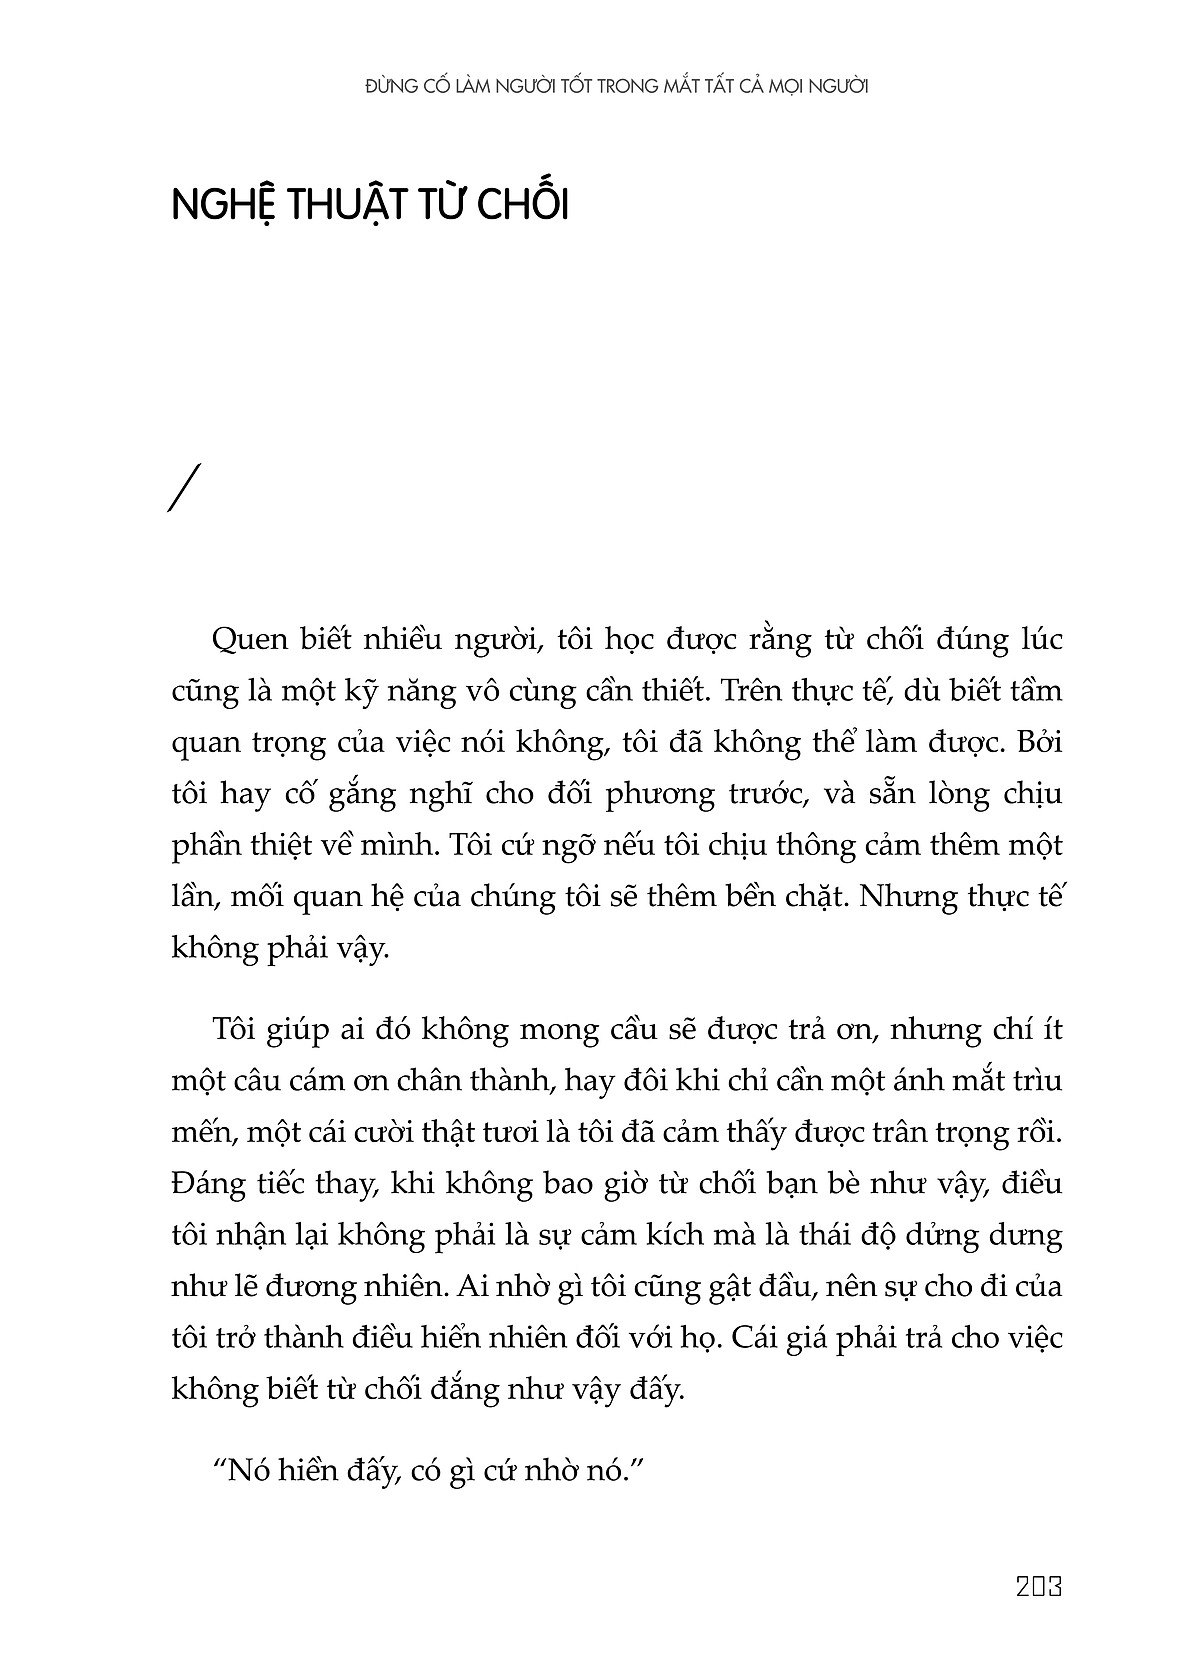 ĐỪNG CỐ LÀM NGƯỜI TỐT TRONG MẮT TẤT CẢ MỌI NGƯỜI
NGHỆ THUẬT TỪ CHỐI
/
Quen biết nhiều người, tôi học được rằng từ chối đúng lúc
cũng là một kỹ năng vô cùng cần thiết. Trên thực tế, dù biết tầm
quan trọng của việc nói không, tôi đã không thể làm được. Bởi
tôi hay cố gắng nghĩ cho đối phương trước, và sẵn lòng chịu
phần thiệt về mình. Tôi cứ ngỡ nếu tôi chịu thông cảm thêm một
lần, mối quan hệ của chúng tôi sẽ thêm bền chặt. Nhưng thực tế
không phải vậy.
Tôi giúp ai đó không mong cầu sẽ được trả ơn, nhưng chí ít
một câu cám ơn chân thành, hay đôi khi chỉ cần một ánh mắt trìu
mến, một cái cười thật tươi là tôi đã cảm thấy được trân trọng rồi.
Đáng tiếc thay, khi không bao giờ từ chối bạn bè như vậy, điều
tôi nhận lại không phải là sự cảm kích mà là thái độ dửng dưng
như lẽ đương nhiên. Ai nhờ gì tôi cũng gật đầu, nên sự cho đi của
tôi trở thành điều hiển nhiên đối với họ. Cái giá phải trả cho việc
không biết từ chối đắng như vậy đấy.
“Nó hiền đấy, có gì cứ nhờ nó.”
203